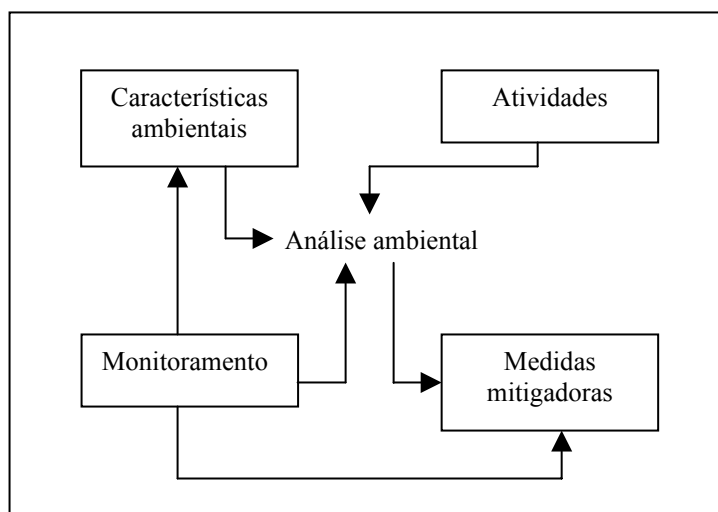 Características
ambientais
Atividades
Análise ambiental
Monitoramento
Medidas
mitigadoras